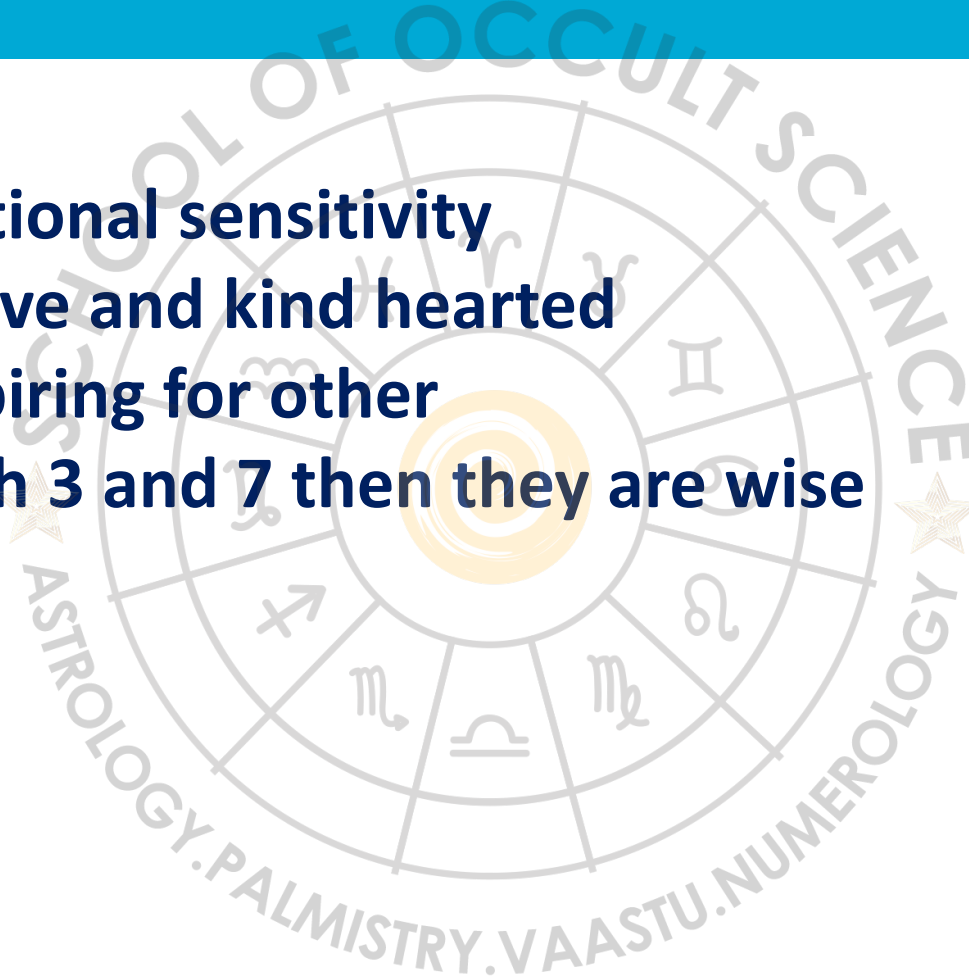 SCHOOL OF OCCULT SCIENCE
tional sensitivity
ve and kind hearted
iring for other
h 3 and 7 then they are wise
ASTROLOGY.PALMISTRY.VAASTU.NUMEROLOGY